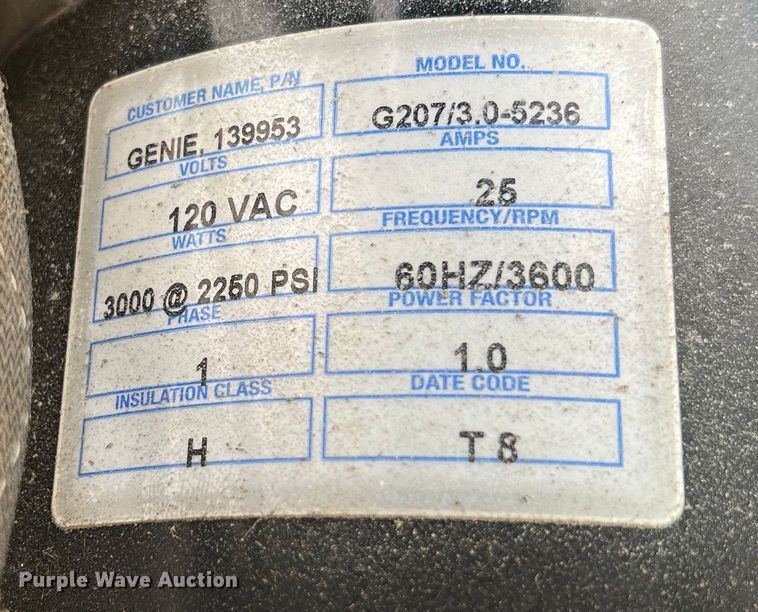 CUSTOMER NAME, P/N
GENIE, 139953
MODEL NO.
G207/3.0-5236
VOLTS
120 VAC
AMPS
25
WATTS
3000 @ 2250 PSI
FREQUENCY/RPM
60HZ/3600
PHASE
1
POWER FACTOR
1.0
INSULATION CLASS
H
DATE CODE
T 8
Purple Wave Auction